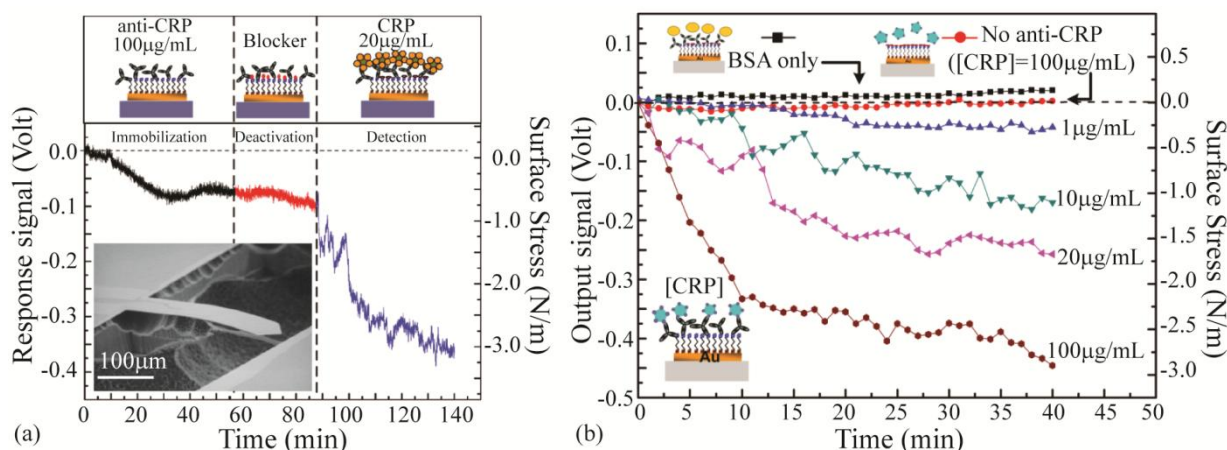 anti-CRP
100μg/mL
Blocker
CRP
20μg/mL
Immobilization
Deactivation
Detection
Response signal (Volt)
0.0
-0.1
-0.2
-0.3
-0.4
Surface Stress (N/m)
0.0
-1.0
-2.0
-3.0
100μm
0
20
40
60
80
100
120
140
Time (min)
(a)
Output signal (Volt)
0.1
0.0
-0.1
-0.2
-0.3
-0.4
-0.5
BSA only
No anti-CRP
([CRP]=100μg/mL)
1μg/mL
10μg/mL
20μg/mL
100μg/mL
[CRP]
Au
Surface Stress (N/m)
0.5
0.0
-0.5
-1.0
-1.5
-2.0
-2.5
-3.0
0
5
10
15
20
25
30
35
40
45
50
Time (min)
(b)